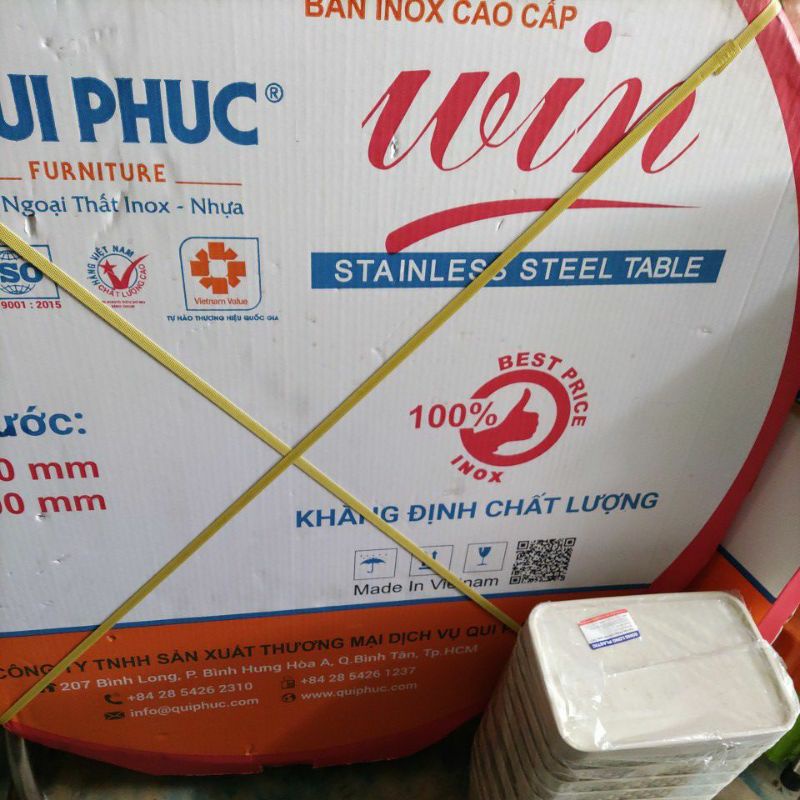 BÀN INOX CAO CẤP
UI PHUC®
win
FURNITURE
Ngoại Thất Inox - Nhựa
STAINLESS STEEL TABLE
ISO
9001 : 2015
HÀNG VIỆT NAM
CHẤT LƯỢNG CAO
Vietnam Value
TỰ HÀO THƯƠNG HIỆU QUỐC GIA
BEST PRICE
100%
INOX
ước:
0 mm
00 mm
KHẲNG ĐỊNH CHẤT LƯỢNG
Made In Vietnam
CÔNG TY TNHH SẢN XUẤT THƯƠNG MẠI DỊCH VỤ QUI
207 Bình Long, P. Bình Hưng Hòa A, Q.Bình Tân, Tp.HCM
+84 28 5426 2310
+84 28 5426 1237
info@quiphuc.com
www.quiphuc.com
SONG LONG PLASTIC